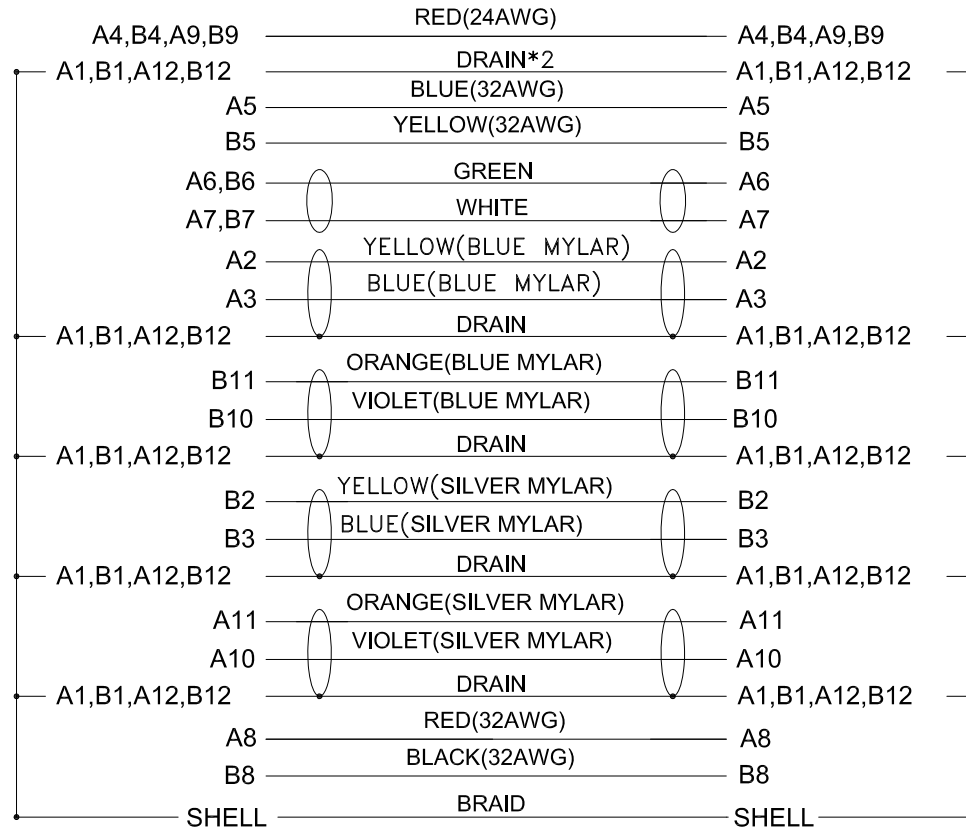 A4,B4,A9,B9 RED(24AWG) A4,B4,A9,B9
A1,B1,A12,B12 DRAIN*2 A1,B1,A12,B12
A5 BLUE(32AWG) A5
B5 YELLOW(32AWG) B5
A6,B6 GREEN A6
A7,B7 WHITE A7
A2 YELLOW(BLUE MYLAR) A2
A3 BLUE(BLUE MYLAR) A3
A1,B1,A12,B12 DRAIN A1,B1,A12,B12
B11 ORANGE(BLUE MYLAR) B11
B10 VIOLET(BLUE MYLAR) B10
A1,B1,A12,B12 DRAIN A1,B1,A12,B12
B2 YELLOW(SILVER MYLAR) B2
B3 BLUE(SILVER MYLAR) B3
A1,B1,A12,B12 DRAIN A1,B1,A12,B12
A11 ORANGE(SILVER MYLAR) A11
A10 VIOLET(SILVER MYLAR) A10
A1,B1,A12,B12 DRAIN A1,B1,A12,B12
A8 RED(32AWG) A8
B8 BLACK(32AWG) B8
SHELL BRAID SHELL